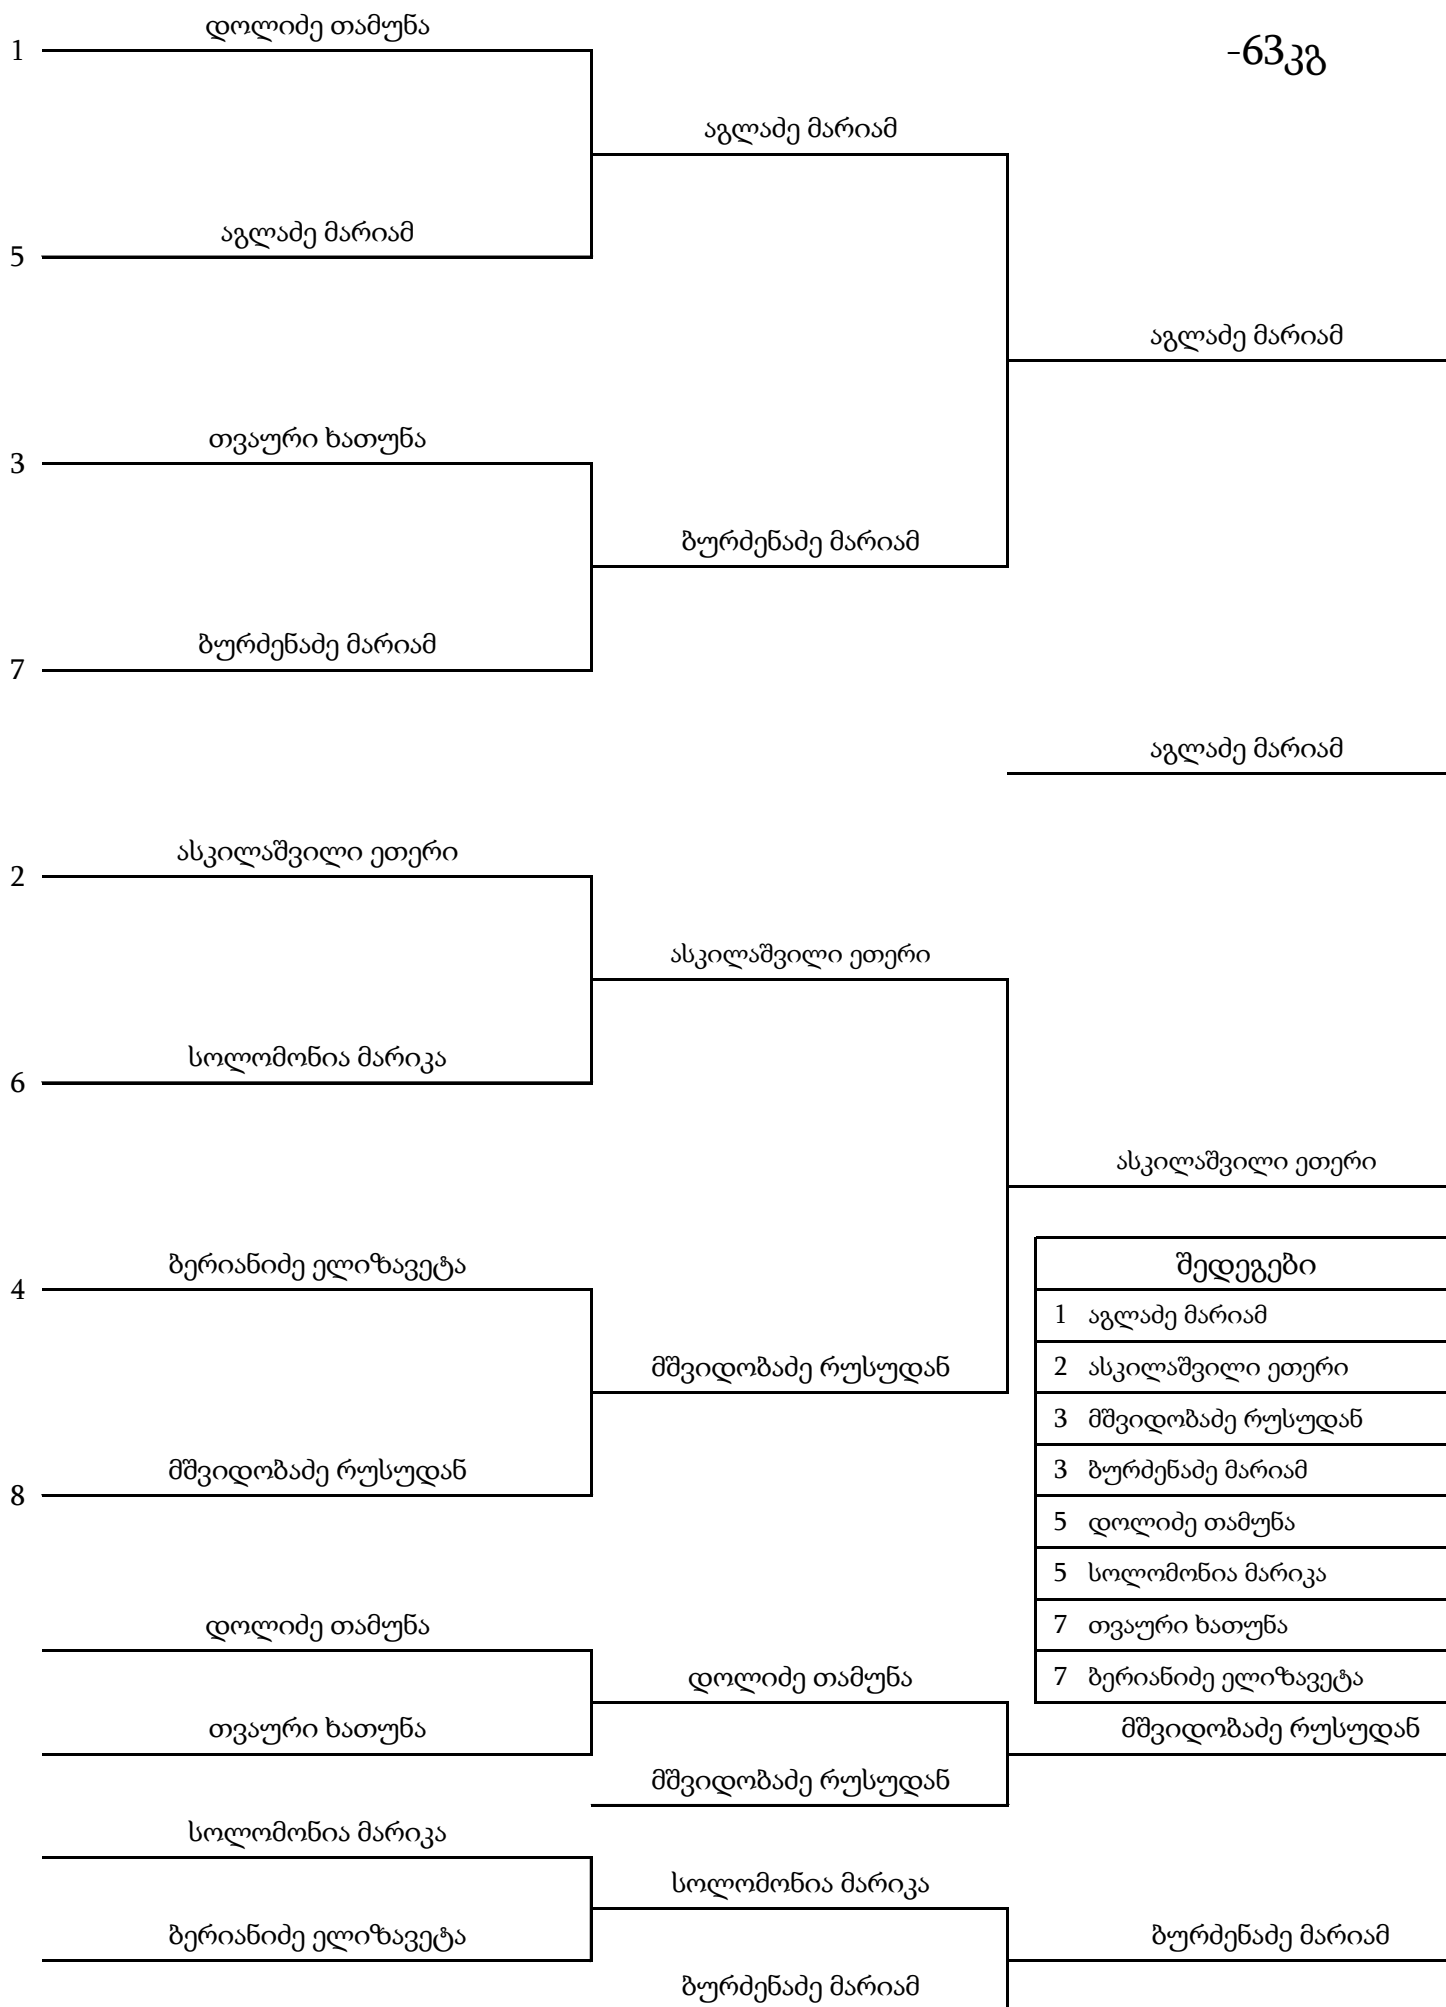 დოლიძე თამუნა
1
-63კგ
აგლაძე მარიამ
აგლაძე მარიამ
5
აგლაძე მარიამ
თვაური ხათუნა
3
ბურძენაძე მარიამ
ბურძენაძე მარიამ
7
აგლაძე მარიამ
ასკილაშვილი ეთერი
2
ასკილაშვილი ეთერი
სოლომონია მარიკა
6
ასკილაშვილი ეთერი
ბერიანიძე ელიზავეტა
4
მშვიდობაძე რუსუდან
მშვიდობაძე რუსუდან
8
შედეგები
1 აგლაძე მარიამ
2 ასკილაშვილი ეთერი
3 მშვიდობაძე რუსუდან
3 ბურძენაძე მარიამ
5 დოლიძე თამუნა
5 სოლომონია მარიკა
7 თვაური ხათუნა
7 ბერიანიძე ელიზავეტა
დოლიძე თამუნა
დოლიძე თამუნა
თვაური ხათუნა
მშვიდობაძე რუსუდან
მშვიდობაძე რუსუდან
სოლომონია მარიკა
სოლომონია მარიკა
ბერიანიძე ელიზავეტა
ბურძენაძე მარიამ
ბურძენაძე მარიამ